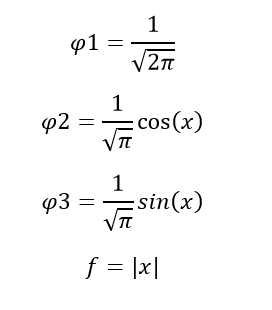 φ1 = 1/√2π
φ2 = 1/√π cos(x)
φ3 = 1/√π sin(x)
f = |x|